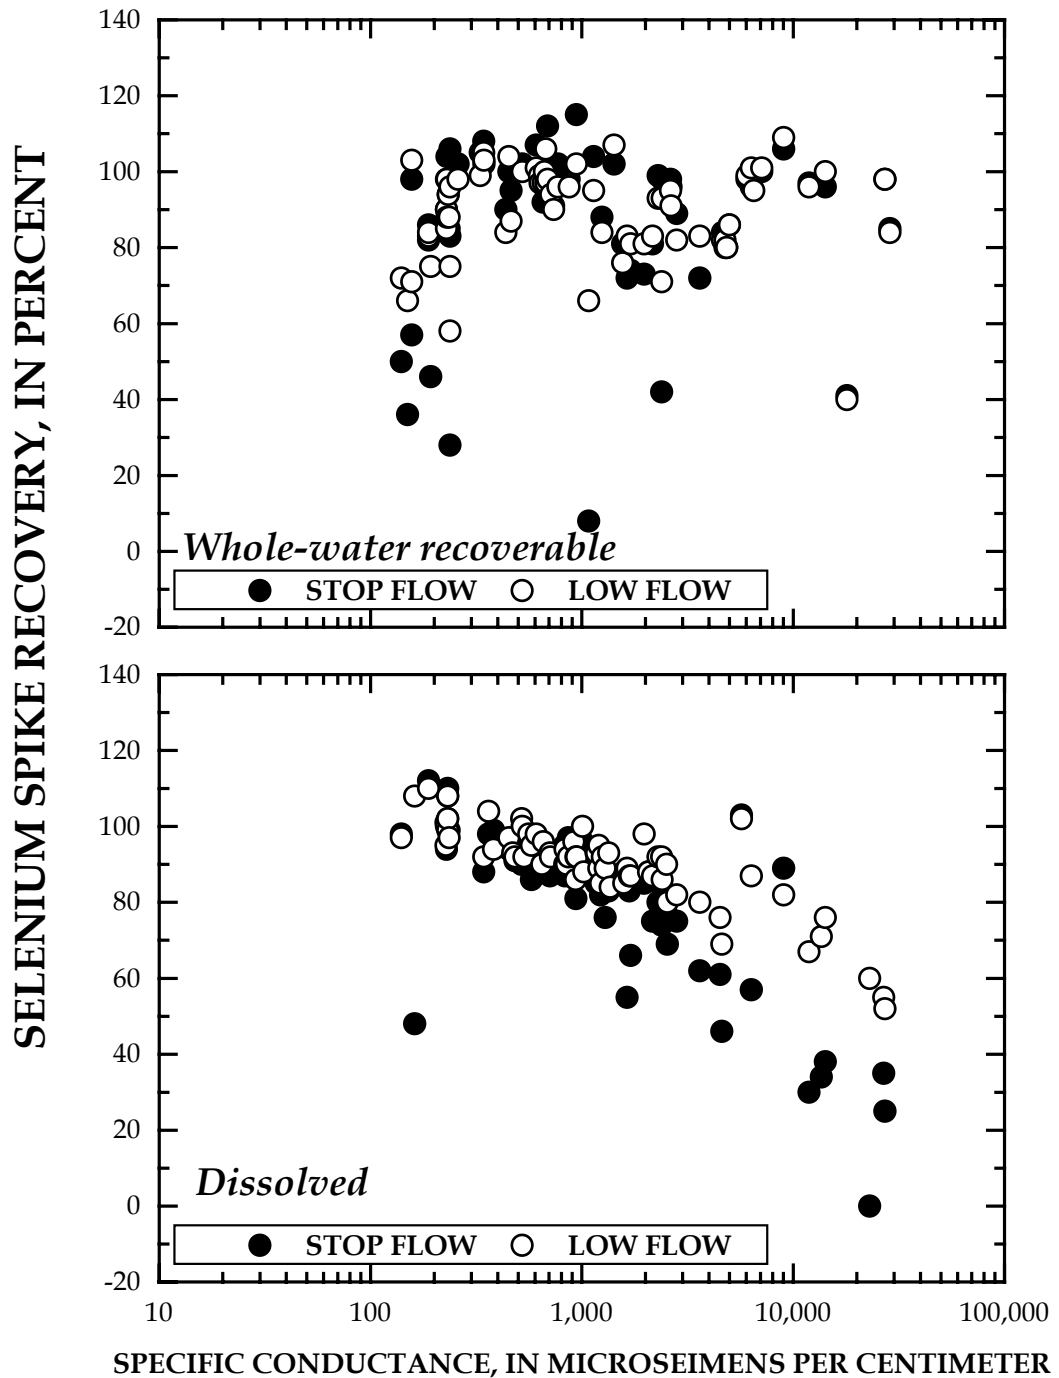 SELENIUM SPIKE RECOVERY, IN PERCENT
140
120
100
80
60
40
20
0
-20
Whole-water recoverable
STOP FLOW LOW FLOW
140
120
100
80
60
40
20
0
-20
Dissolved
STOP FLOW LOW FLOW
10 100 1,000 10,000 100,000
SPECIFIC CONDUCTANCE, IN MICROSEIMENS PER CENTIMETER